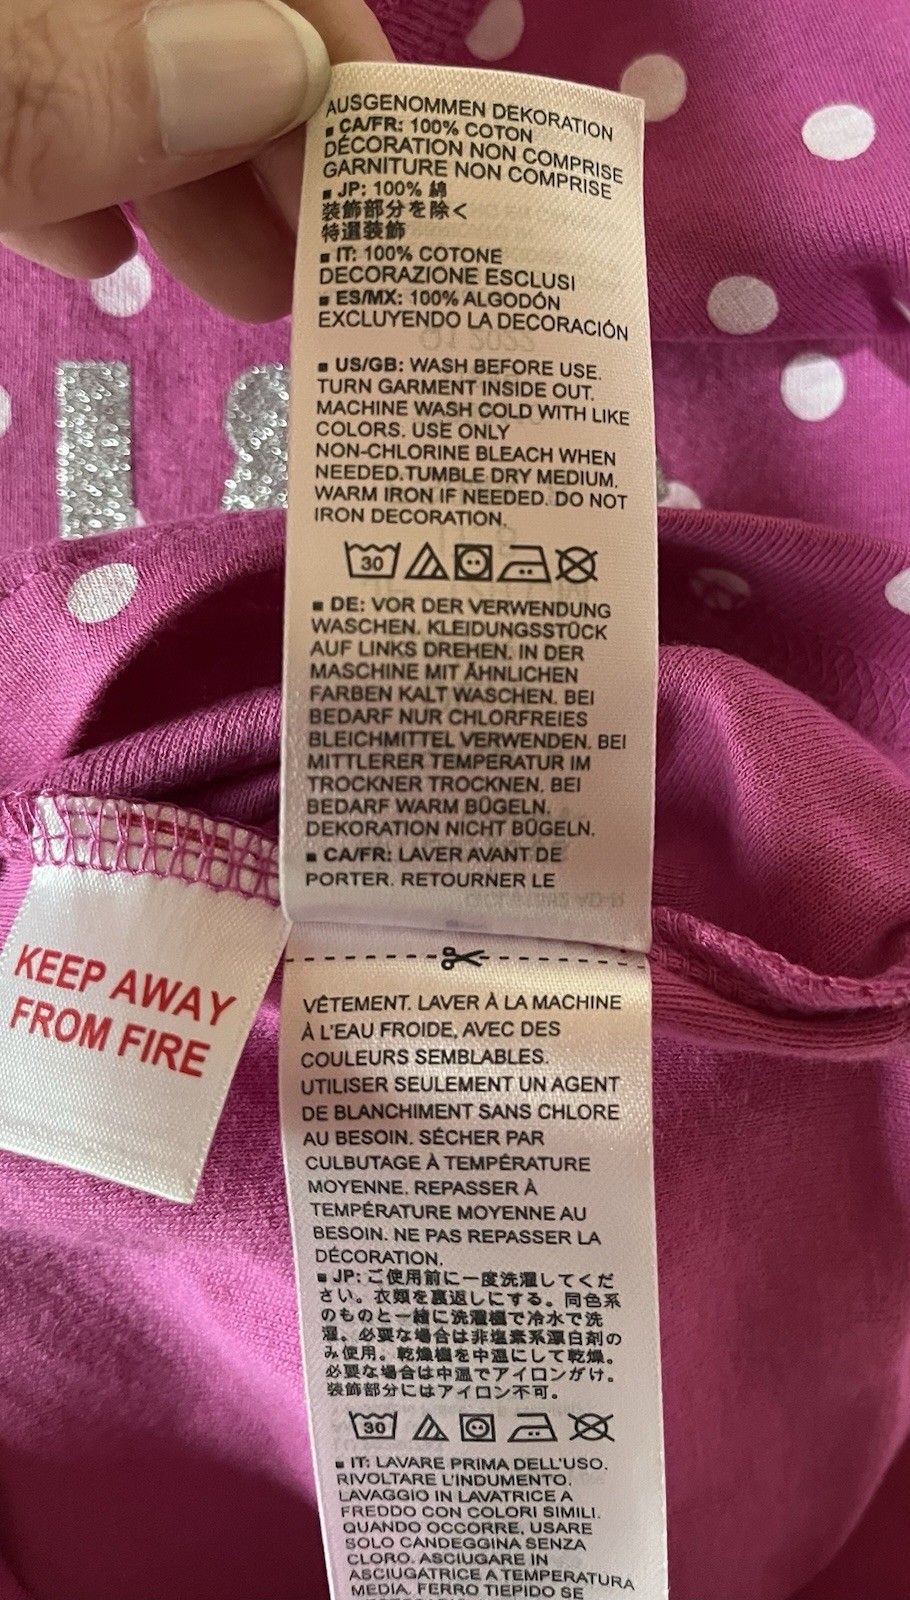 AUSGENOMMEN DEKORATION
▪ CA/FR: 100% COTON
DÉCORATION NON COMPRISE
GARNITURE NON COMPRISE
▪ JP: 100% 綿
装飾部分を除く
特選装飾
▪ IT: 100% COTONE
DECORAZIONE ESCLUSI
▪ ES/MX: 100% ALGODÓN
EXCLUYENDO LA DECORACIÓN
▪ US/GB: WASH BEFORE USE.
TURN GARMENT INSIDE OUT.
MACHINE WASH COLD WITH LIKE
COLORS. USE ONLY
NON-CHLORINE BLEACH WHEN
NEEDED.TUMBLE DRY MEDIUM.
WARM IRON IF NEEDED. DO NOT
IRON DECORATION.
30
▪ DE: VOR DER VERWENDUNG
WASCHEN. KLEIDUNGSSTÜCK
AUF LINKS DREHEN. IN DER
MASCHINE MIT ÄHNLICHEN
FARBEN KALT WASCHEN. BEI
BEDARF NUR CHLORFREIES
BLEICHMITTEL VERWENDEN. BEI
MITTLERER TEMPERATUR IM
TROCKNER TROCKNEN. BEI
BEDARF WARM BÜGELN.
DEKORATION NICHT BÜGELN.
▪ CA/FR: LAVER AVANT DE
PORTER. RETOURNER LE
KEEP AWAY
FROM FIRE
VÊTEMENT. LAVER À LA MACHINE
À L'EAU FROIDE, AVEC DES
COULEURS SEMBLABLES.
UTILISER SEULEMENT UN AGENT
DE BLANCHIMENT SANS CHLORE
AU BESOIN. SÉCHER PAR
CULBUTAGE À TEMPÉRATURE
MOYENNE. REPASSER À
TEMPÉRATURE MOYENNE AU
BESOIN. NE PAS REPASSER LA
DÉCORATION.
▪ JP: ご使用前に一度洗濯してくだ
さい。衣類を裏返しにする。同色系
のものと一緒に洗濯機で冷水で洗
濯。必要な場合は非塩素系漂白剤の
み使用。乾燥機を中温にして乾燥。
必要な場合は中温でアイロンがけ。
装飾部分にはアイロン不可。
30
▪ IT: LAVARE PRIMA DELL'USO.
RIVOLTARE L'INDUMENTO.
LAVAGGIO IN LAVATRICE A
FREDDO CON COLORI SIMILI.
QUANDO OCCORRE, USARE
SOLO CANDEGGINA SENZA
CLORO. ASCIUGARE IN
ASCIUGATRICE A TEMPERATURA
MEDIA. FERRO TIEPIDO SE